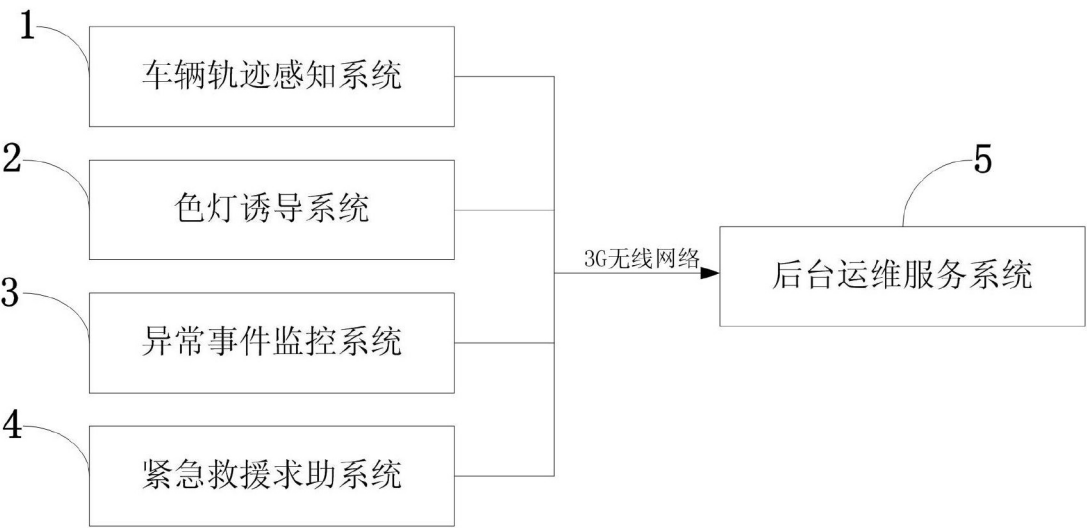 1
车辆轨迹感知系统
2
色灯诱导系统
3
异常事件监控系统
4
紧急救援求助系统
3G无线网络
5
后台运维服务系统